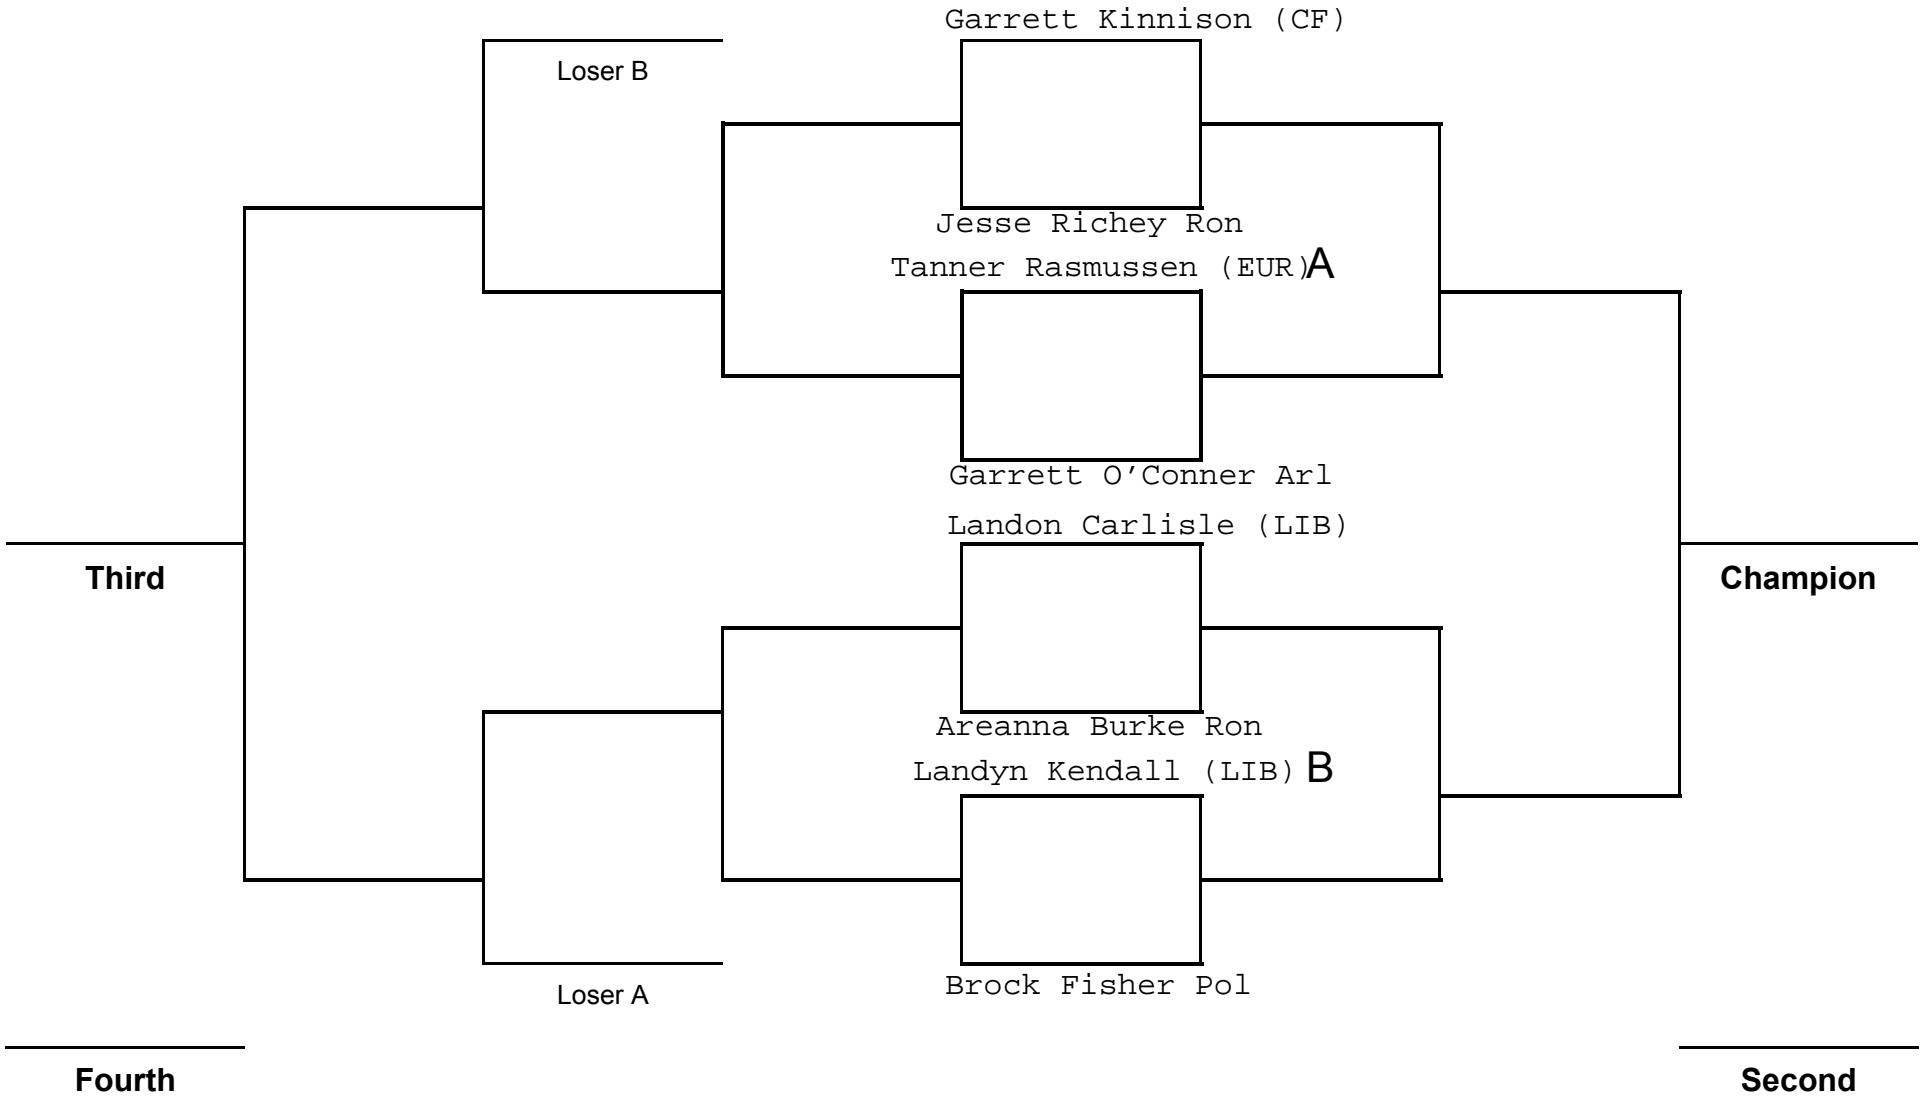 Garrett Kinnison (CF)
Loser B
Jesse Richey Ron
Tanner Rasmussen (EUR) A
Garrett O'Conner Arl
Landon Carlisle (LIB)
Third
Champion
Areanna Burke Ron
Landyn Kendall (LIB) B
Brock Fisher Pol
Loser A
Fourth
Second